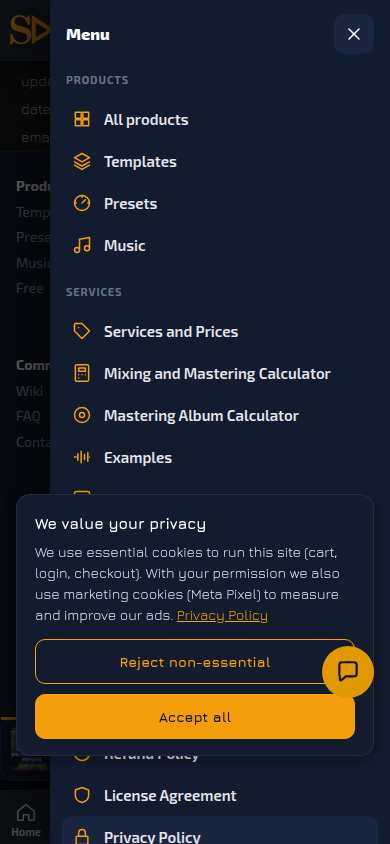 Menu
PRODUCTS
All products
Templates
Presets
Music
SERVICES
Services and Prices
Mixing and Mastering Calculator
Mastering Album Calculator
Examples
We value your privacy
We use essential cookies to run this site (cart,
login, checkout). With your permission we also
use marketing cookies (Meta Pixel) to measure
and improve our ads. Privacy Policy
Reject non-essential
Accept all
Refund Policy
License Agreement
Privacy Policy
Free
Wiki
FAQ
Home